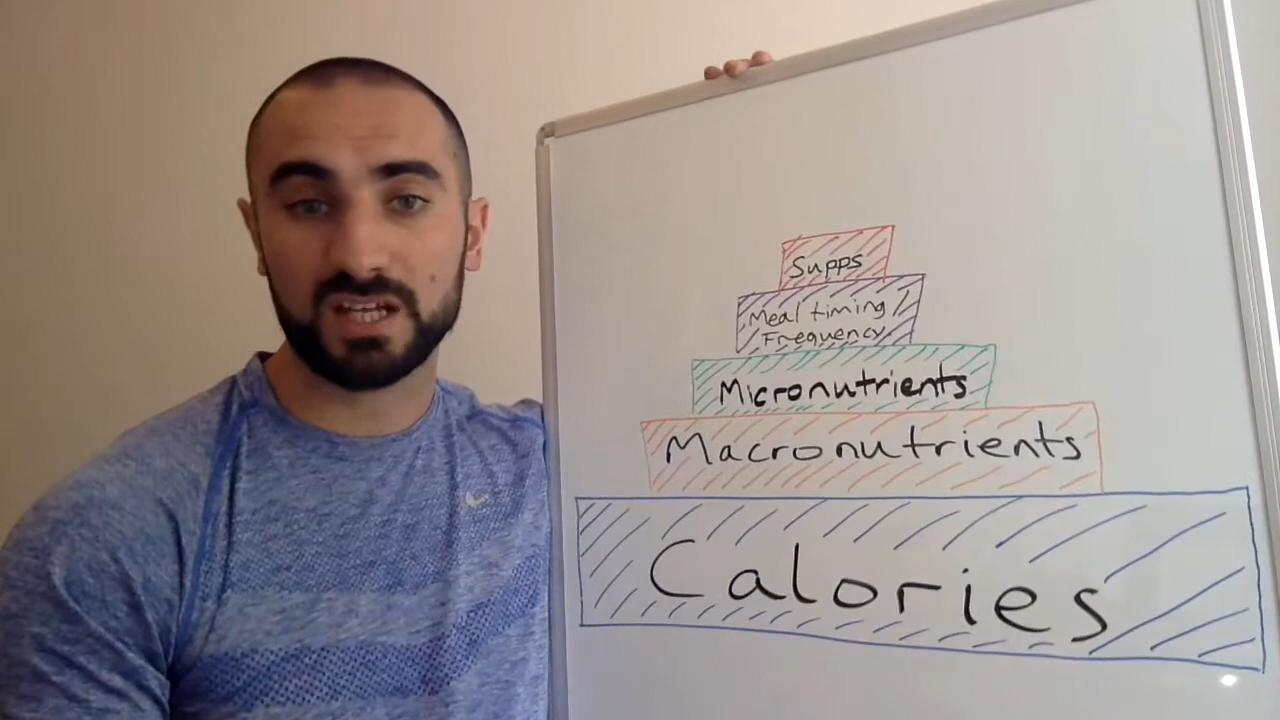 Supps
Meal timing/
Frequency
Micronutrients
Macronutrients
Calories